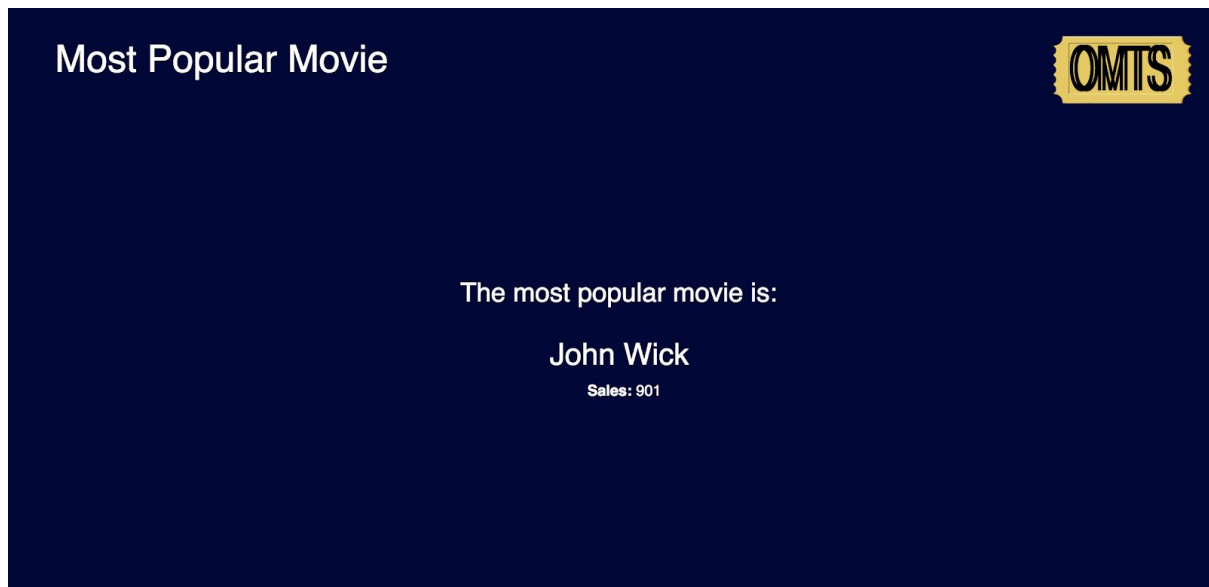 Most Popular Movie
OMTS
The most popular movie is:
John Wick
Sales: 901